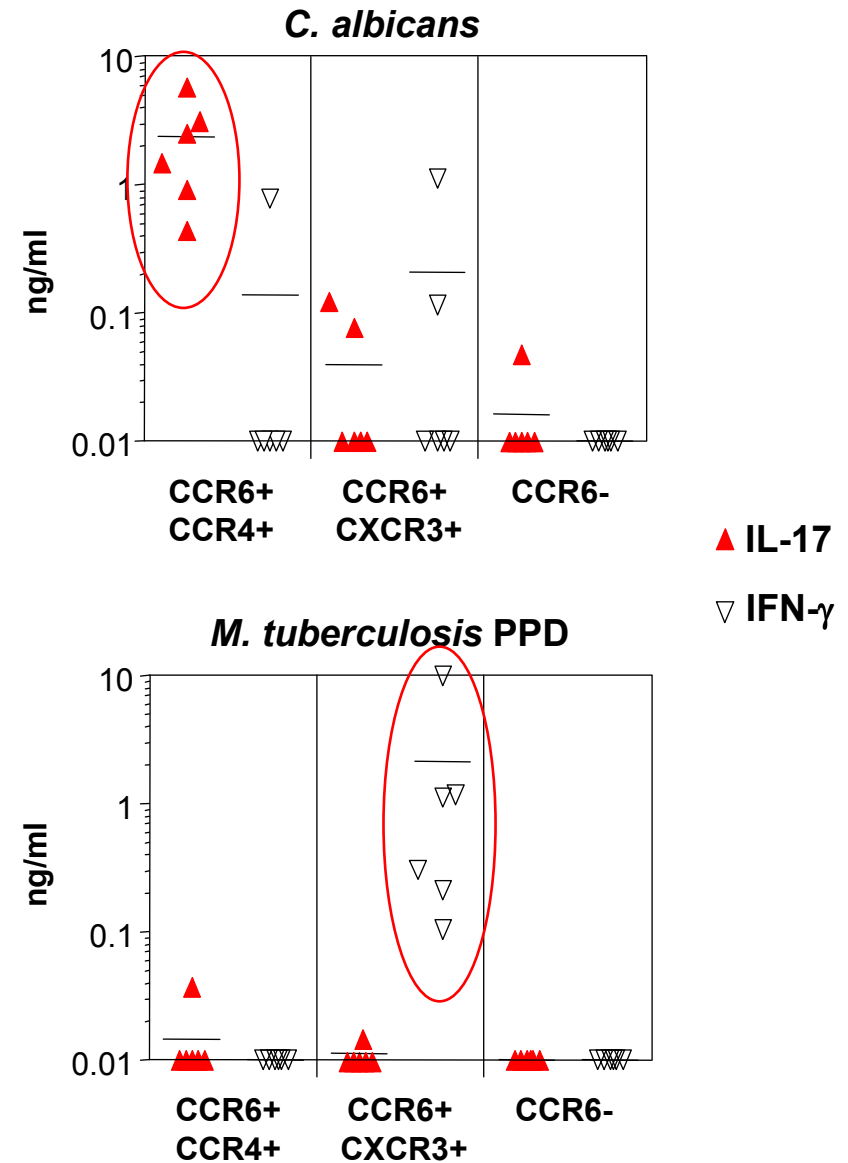 C. albicans
10
1
0.1
0.01
ng/ml
CCR6+ CCR6+ CCR6-
CCR4+ CXCR3+
IL-17
IFN-γ
M. tuberculosis PPD
10
1
0.1
0.01
ng/ml
CCR6+ CCR6+ CCR6-
CCR4+ CXCR3+